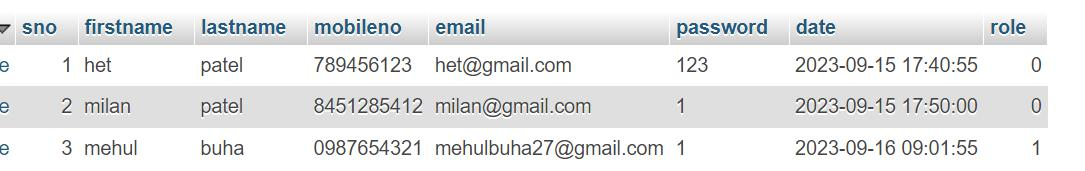 sno firstname lastname mobileno email password date role
e 1 het patel 789456123 het@gmail.com 123 2023-09-15 17:40:55 0
e 2 milan patel 8451285412 milan@gmail.com 1 2023-09-15 17:50:00 0
e 3 mehul buha 0987654321 mehulbuha27@gmail.com 1 2023-09-16 09:01:55 1